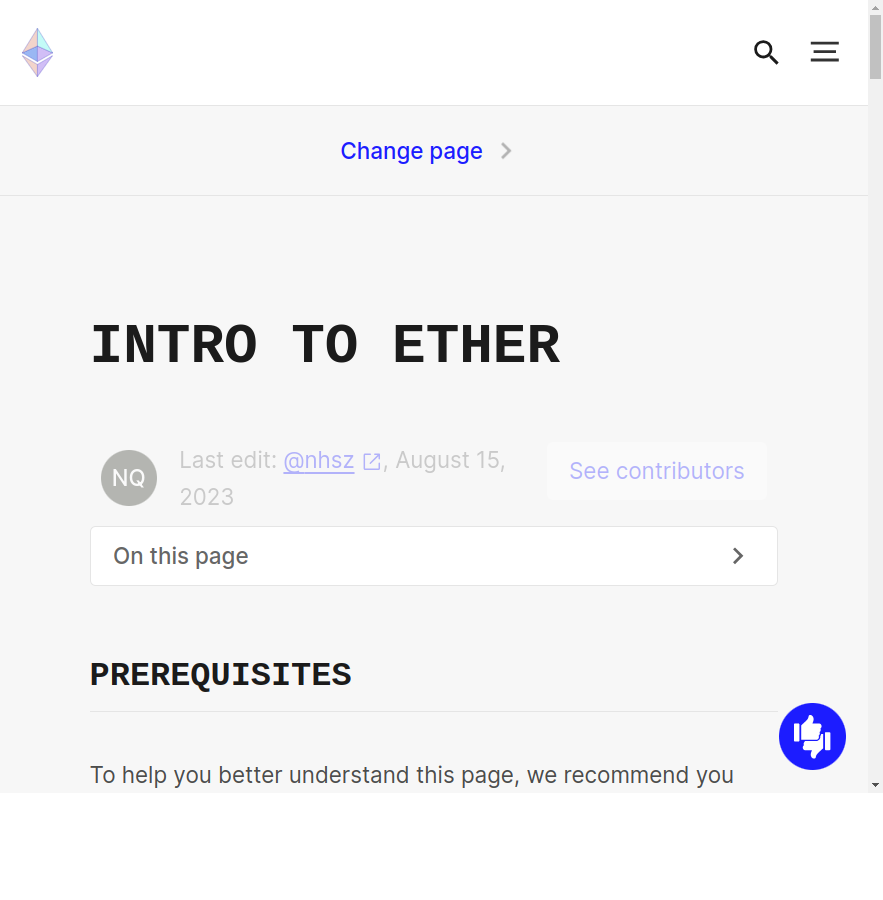 Change page
INTRO TO ETHER
NQ
Last edit: @nhsz, August 15,
2023
See contributors
On this page
PREREQUISITES
To help you better understand this page, we recommend you